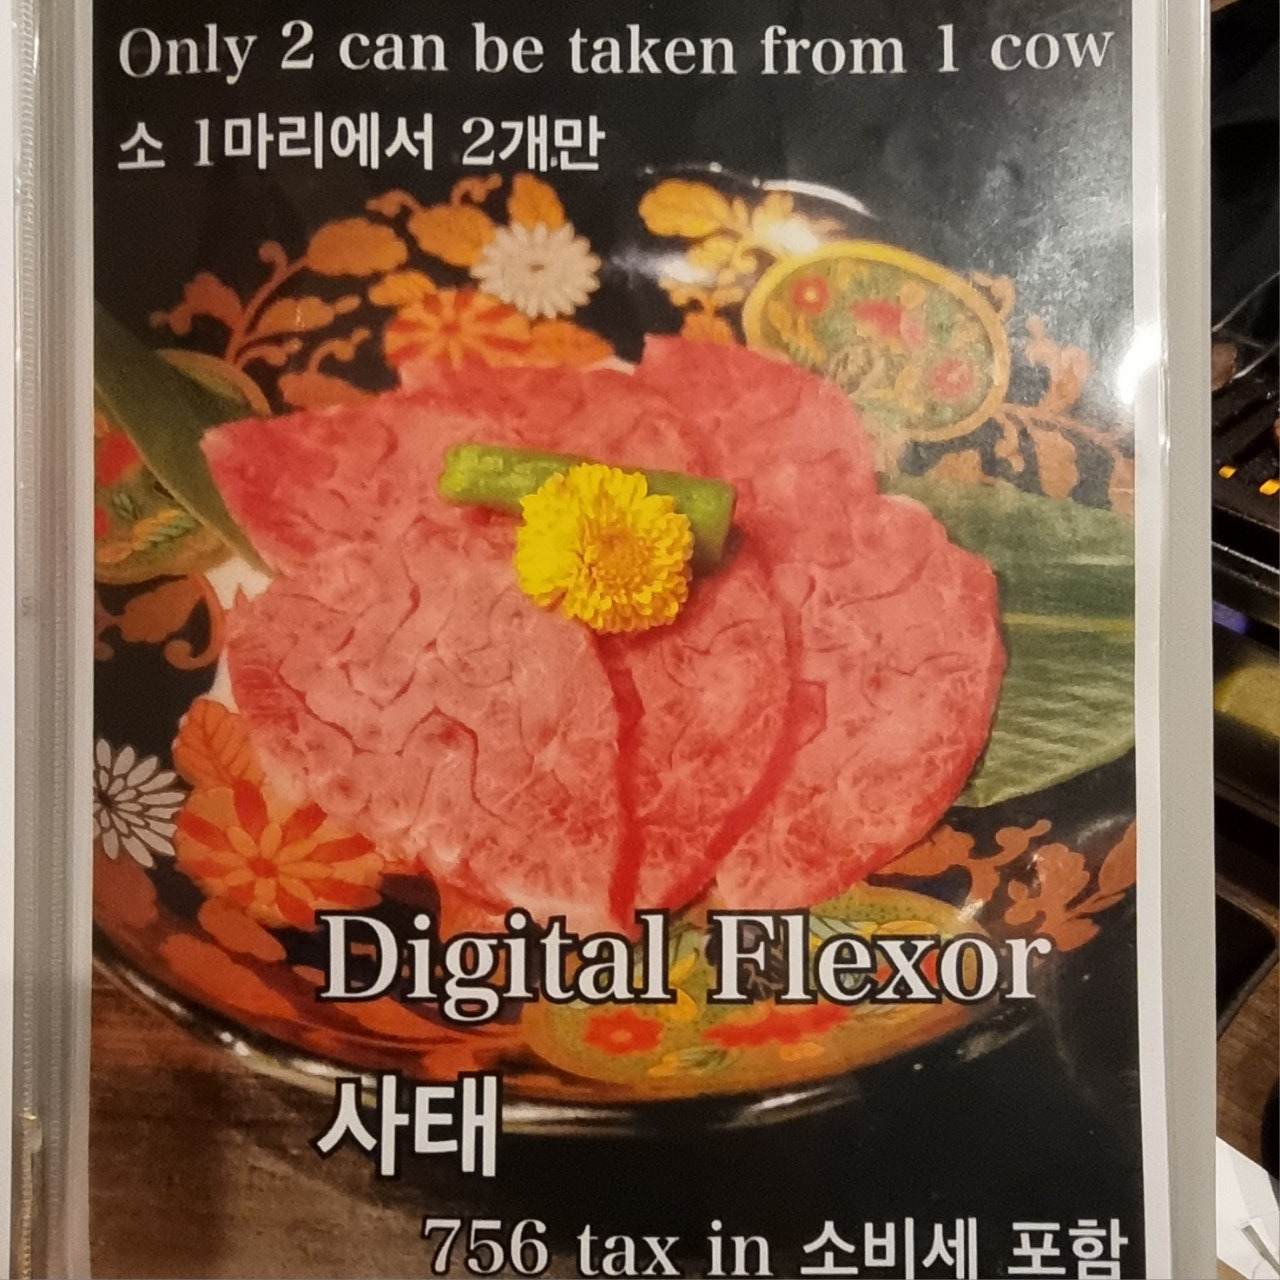 Only 2 can be taken from 1 cow
소 1마리에서 2개만
Digital Flexor
사태
756 tax in 소비세 포함